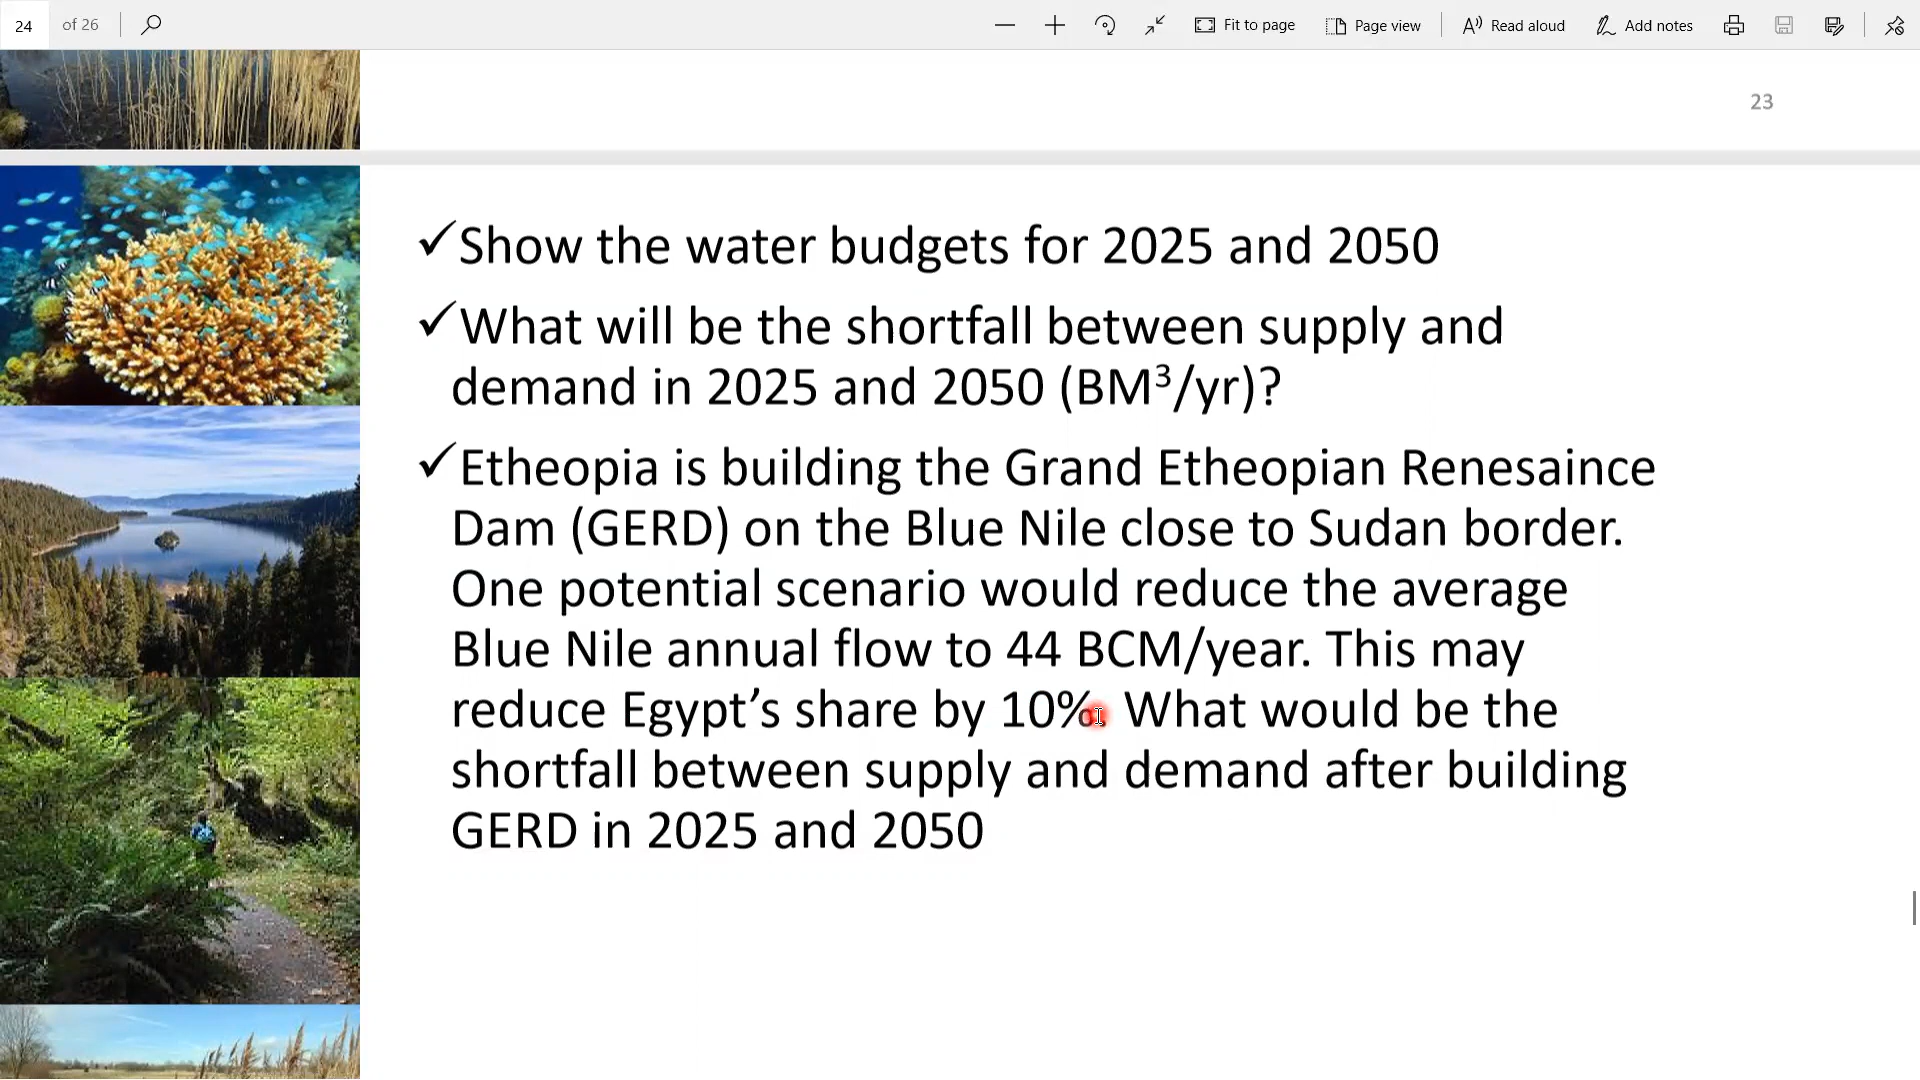 24 of 26 Fit to page Page view Read aloud Add notes
23
✓Show the water budgets for 2025 and 2050
✓What will be the shortfall between supply and
demand in 2025 and 2050 (BM³/yr)?
✓Etheopia is building the Grand Etheopian Renesaince
Dam (GERD) on the Blue Nile close to Sudan border.
One potential scenario would reduce the average
Blue Nile annual flow to 44 BCM/year. This may
reduce Egypt’s share by 10%. What would be the
shortfall between supply and demand after building
GERD in 2025 and 2050